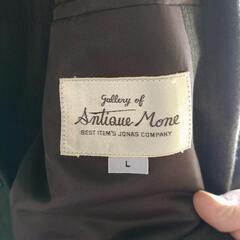 Gallery of
Antique Mone
BEST ITEM'S JONAS COMPANY
L